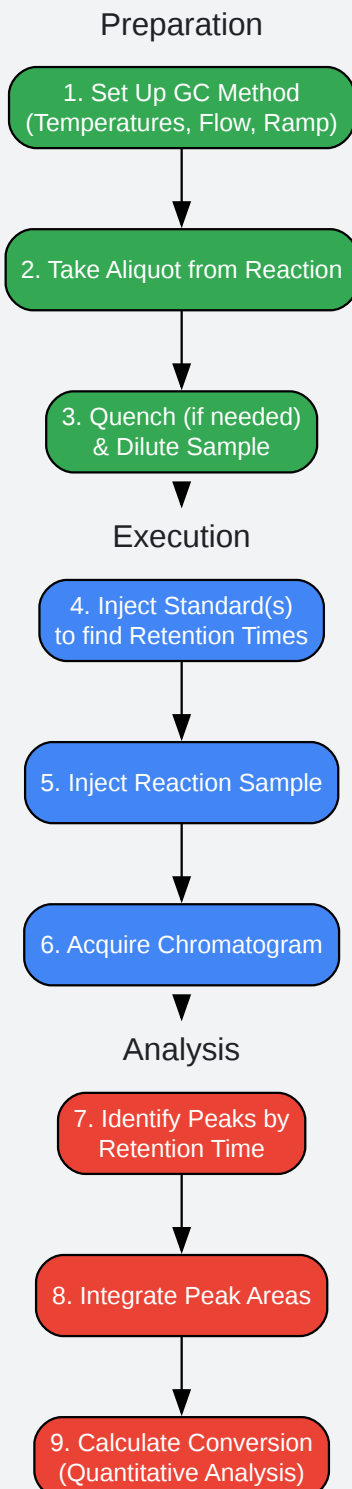 Preparation
1. Set Up GC Method
(Temperatures, Flow, Ramp)
2. Take Aliquot from Reaction
3. Quench (if needed)
& Dilute Sample
Execution
4. Inject Standard(s)
to find Retention Times
5. Inject Reaction Sample
6. Acquire Chromatogram
Analysis
7. Identify Peaks by
Retention Time
8. Integrate Peak Areas
9. Calculate Conversion
(Quantitative Analysis)